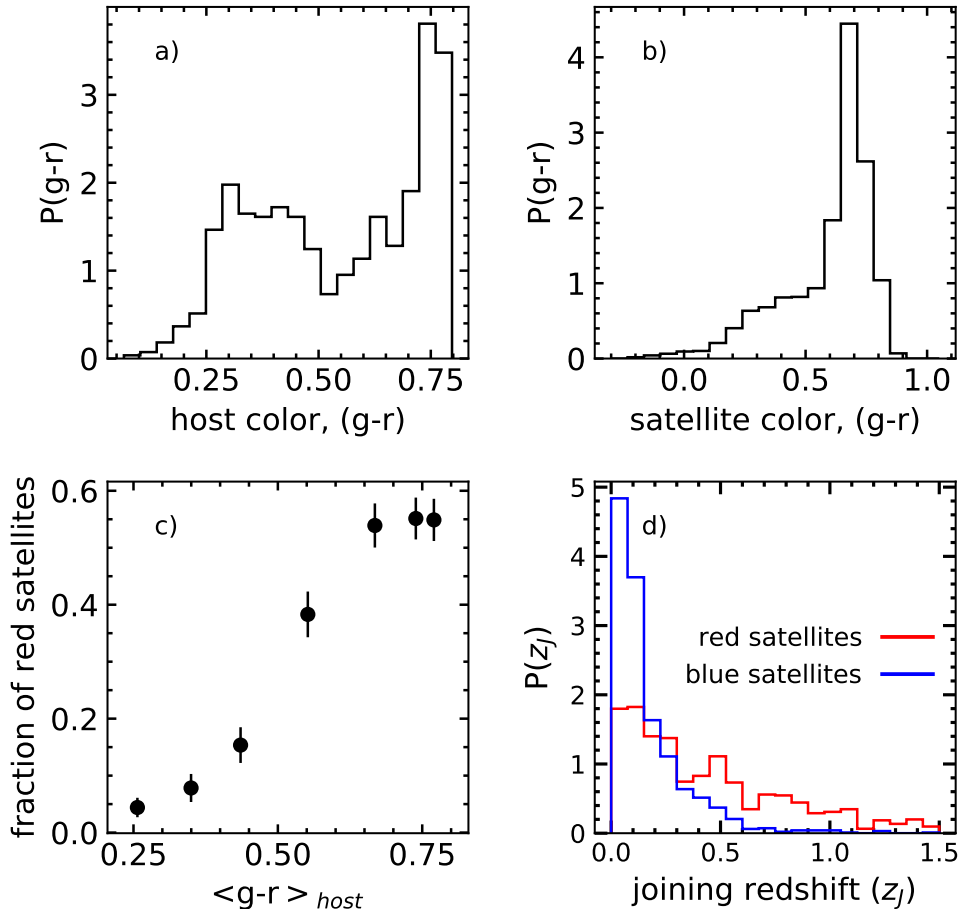 a)
P(g-r)
3
2
1
0
0.25 0.50 0.75
host color, (g-r)
b)
P(g-r)
4
3
2
1
0
0.0 0.5 1.0
satellite color, (g-r)
c)
fraction of red satellites
0.6
0.4
0.2
0.0
0.25 0.50 0.75
<g-r>host
d)
P(zJ)
5
4
3
2
1
0
red satellites
blue satellites
0.0 0.5 1.0 1.5
joining redshift (zJ)